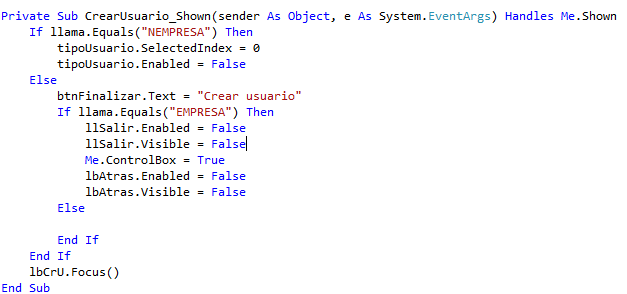 Private Sub CrearUsuario_Shown(sender As Object, e As System.EventArgs) Handles Me.Shown
    If llama.Equals("NEMPRESA") Then
        tipoUsuario.SelectedIndex = 0
        tipoUsuario.Enabled = False
    Else
        btnFinalizar.Text = "Crear usuario"
        If llama.Equals("EMPRESA") Then
            llSalir.Enabled = False
            llSalir.Visible = False
            Me.ControlBox = True
            lbAtras.Enabled = False
            lbAtras.Visible = False
        Else
        End If
    End If
    lbCrU.Focus()
End Sub